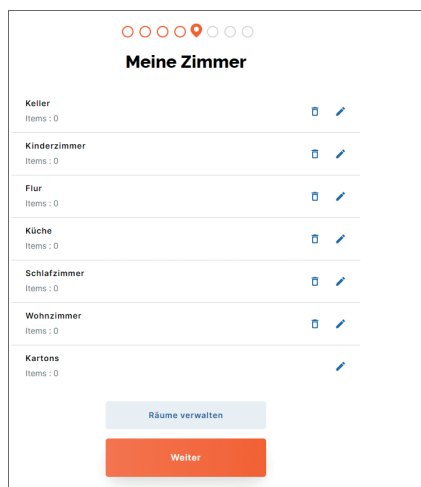 Meine Zimmer
Keller
Items : 0
Kinderzimmer
Items : 0
Flur
Items : 0
Küche
Items : 0
Schlafzimmer
Items : 0
Wohnzimmer
Items : 0
Kartons
Items : 0
Räume verwalten
Weiter